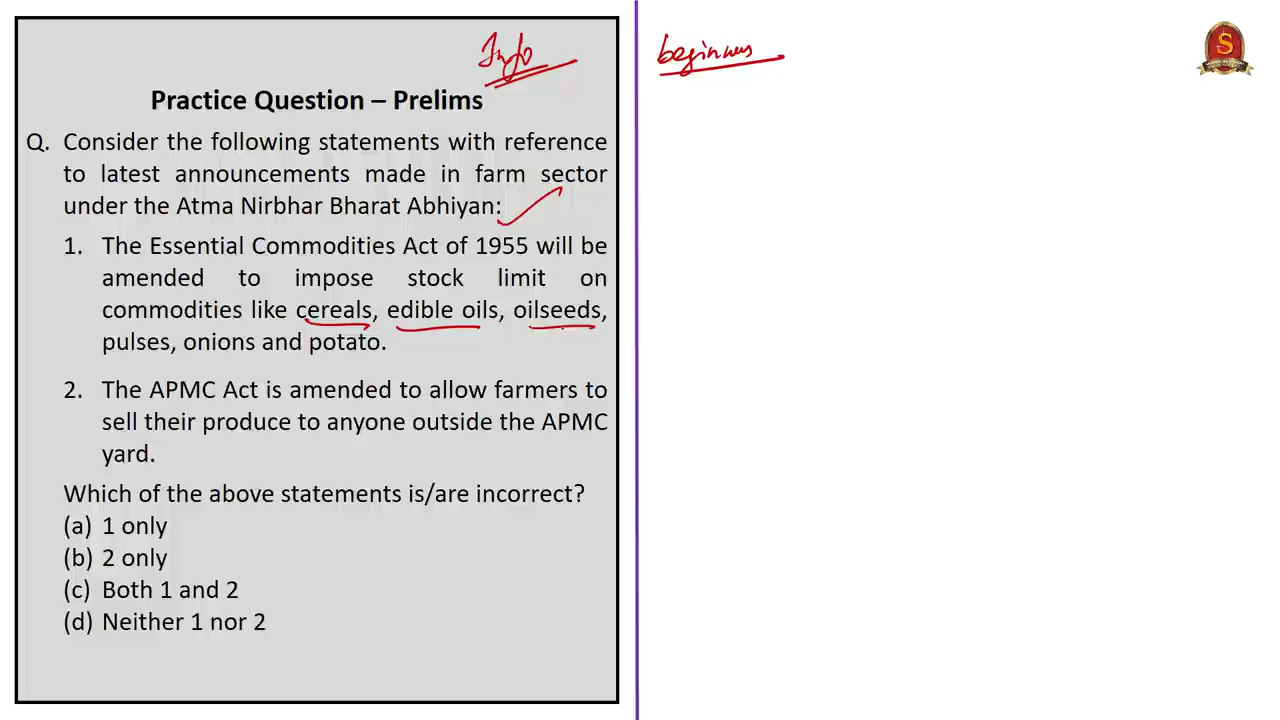 Info
beginners
Practice Question – Prelims
Q. Consider the following statements with reference
to latest announcements made in farm sector
under the Atma Nirbhar Bharat Abhiyan:
1. The Essential Commodities Act of 1955 will be
amended to impose stock limit on
commodities like cereals, edible oils, oilseeds,
pulses, onions and potato.
2. The APMC Act is amended to allow farmers to
sell their produce to anyone outside the APMC
yard.
Which of the above statements is/are incorrect?
(a) 1 only
(b) 2 only
(c) Both 1 and 2
(d) Neither 1 nor 2
S